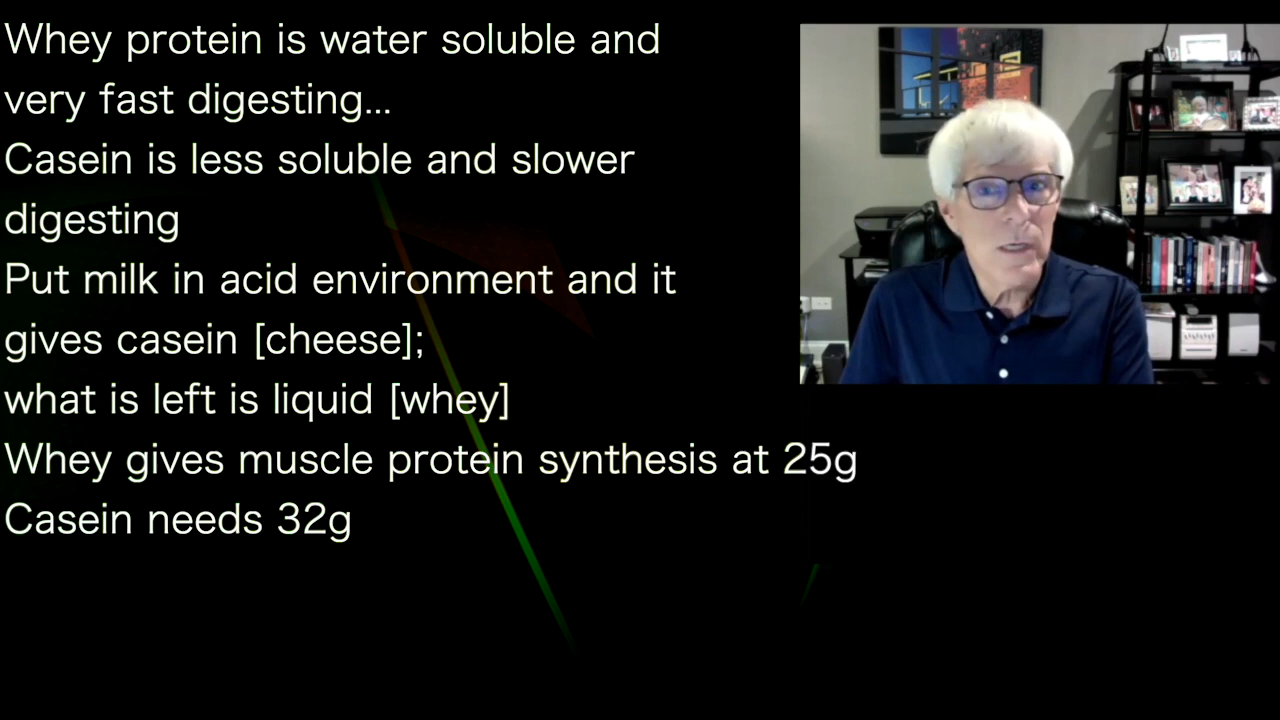 Whey protein is water soluble and
very fast digesting...
Casein is less soluble and slower
digesting
Put milk in acid environment and it
gives casein [cheese];
what is left is liquid [whey]
Whey gives muscle protein synthesis at 25g
Casein needs 32g